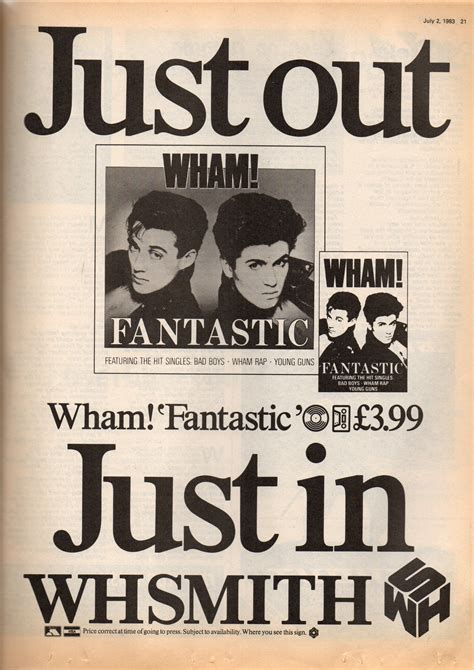 July 2, 1983 21
Just out
WHAM!
FANTASTIC
FEATURING THE HIT SINGLES: BAD BOYS · WHAM RAP · YOUNG GUNS
WHAM!
FANTASTIC
FEATURING THE HIT SINGLES:
BAD BOYS · WHAM RAP
YOUNG GUNS
Wham! 'Fantastic' £3.99
Just in
WHSMITH
WHS
Price correct at time of going to press. Subject to availability. Where you see this sign.